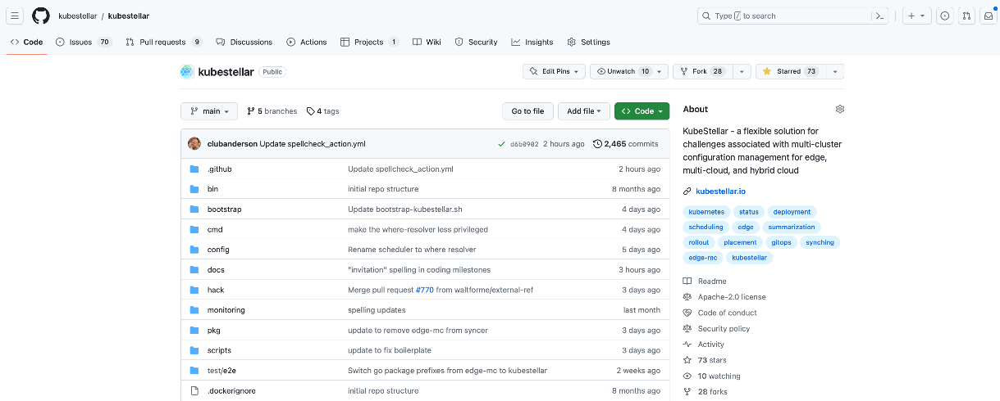 kubestellar / kubestellar
Type / to search
Code Issues 70 Pull requests 9 Discussions Actions Projects 1 Wiki Security Insights Settings
kubestellar Public
Edit Pins Unwatch 10 Fork 28 Starred 73
main 5 branches 4 tags Go to file Add file Code
clubanderson Update spellcheck_action.yml d6b0902 2 hours ago 2,465 commits
.github Update spellcheck_action.yml 2 hours ago
bin initial repo structure 8 months ago
bootstrap Update bootstrap-kubestellar.sh 4 days ago
cmd make the where-resolver less privileged 4 days ago
config Rename scheduler to where resolver 5 days ago
docs "invitation" spelling in coding milestones 3 hours ago
hack Merge pull request #770 from waltforme/external-ref 3 days ago
monitoring spelling updates last month
pkg update to remove edge-mc from syncer 3 days ago
scripts update to fix boilerplate 3 days ago
test/e2e Switch go package prefixes from edge-mc to kubestellar 2 weeks ago
.dockerignore initial repo structure 8 months ago
About
KubeStellar - a flexible solution for
challenges associated with multi-cluster
configuration management for edge,
multi-cloud, and hybrid cloud
kubestellar.io
kubernetes status deployment
scheduling edge summarization
rollout placement gitops synching
edge-mc kubestellar
Readme
Apache-2.0 license
Code of conduct
Security policy
Activity
73 stars
10 watching
28 forks